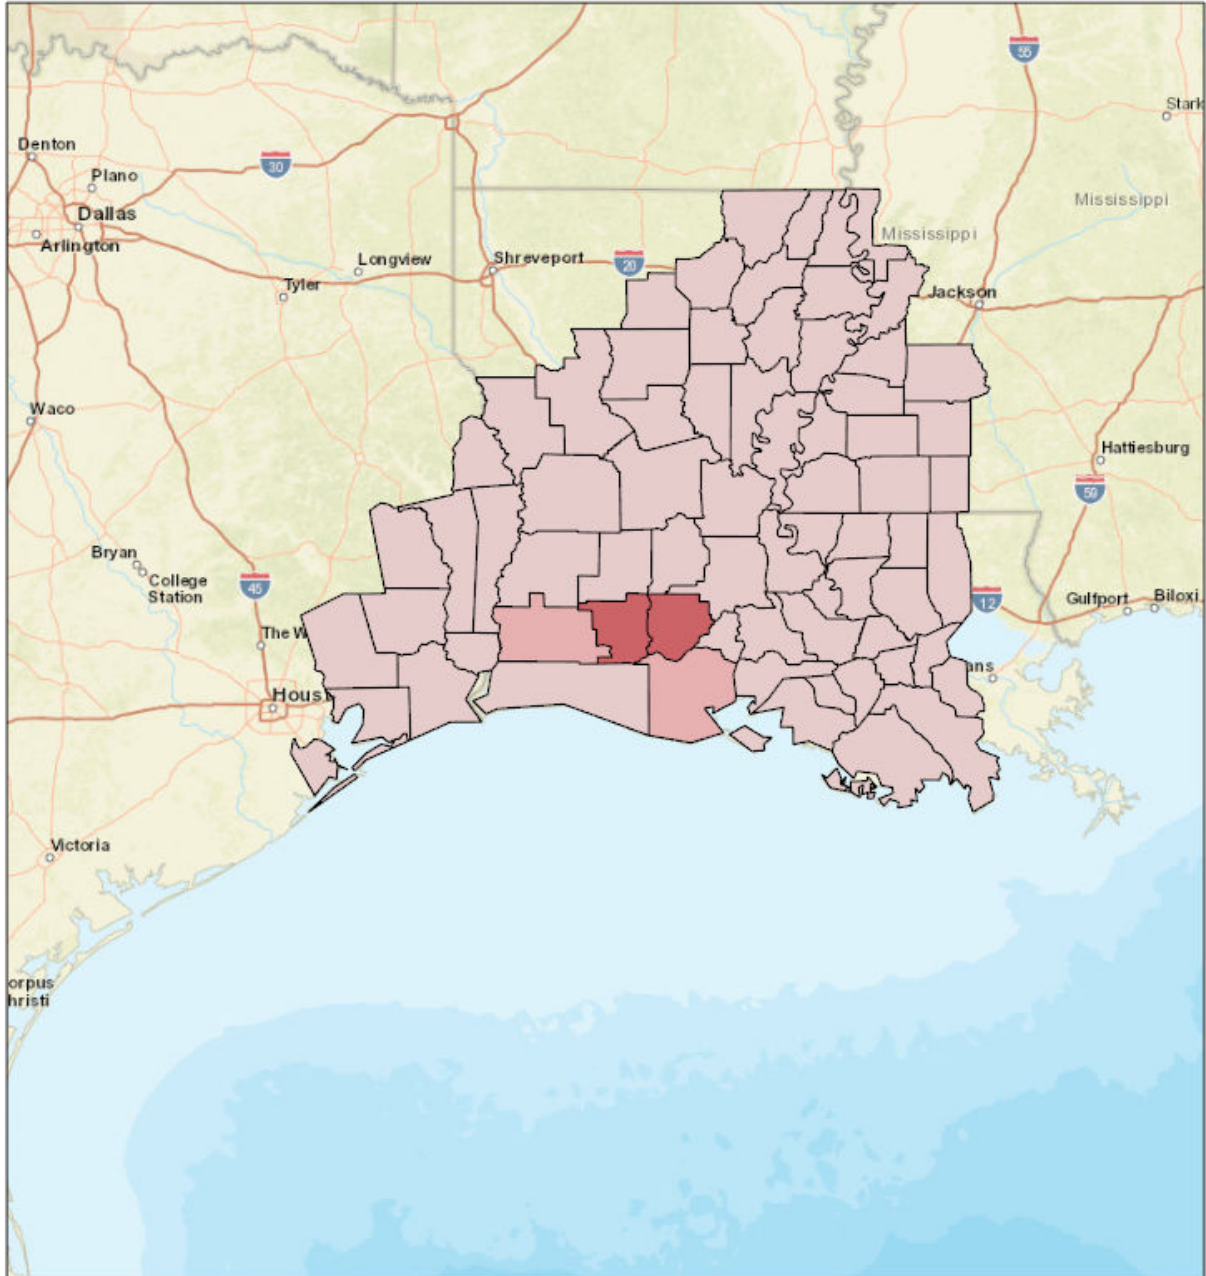 55
Stark
Denton
30
Plano
Mississippi
Dallas
Mississippi
Arlington
Longview
Shreveport
20
Tyler
Jackson
Waco
Hattiesburg
59
Bryan
College
Station
45
12
Gulfport
Biloxi
The W
ans
Houst
Victoria
orpus
hristi